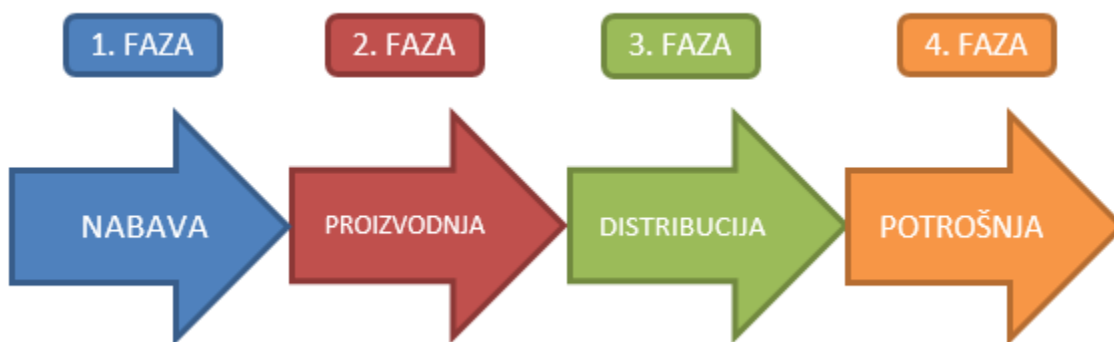 1. FAZA
2. FAZA
3. FAZA
4. FAZA
NABAVA
PROIZVODNJA
DISTRIBUCIJA
POTROŠNJA